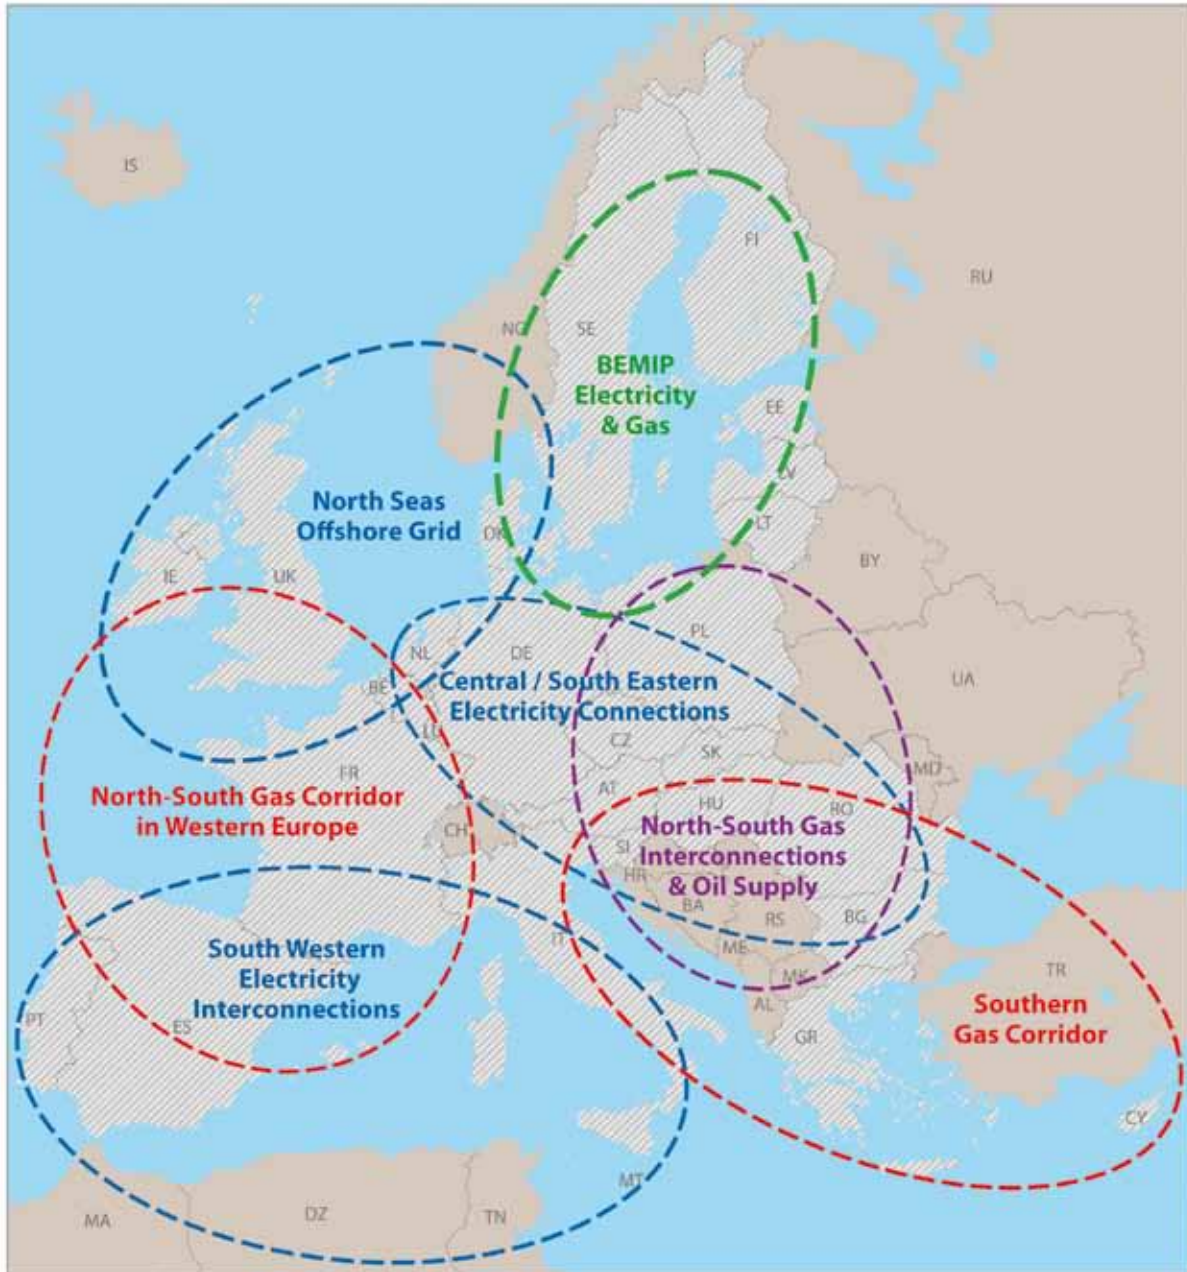 IS
FI
RU
NO
SE
BEMIP
Electricity
& Gas
EE
LV
North Seas
Offshore Grid
DK
LT
BY
IE
UK
PL
NL
DE
UA
BE
Central / South Eastern
Electricity Connections
LU
CZ
SK
FR
MD
AT
North-South Gas Corridor
in Western Europe
HU
RO
CH
North-South Gas
Interconnections
& Oil Supply
SI
HR
BA
RS
BG
IT
South Western
Electricity
Interconnections
ME
MK
TR
AL
Southern
Gas Corridor
PT
ES
GR
CY
MT
MA
DZ
TN